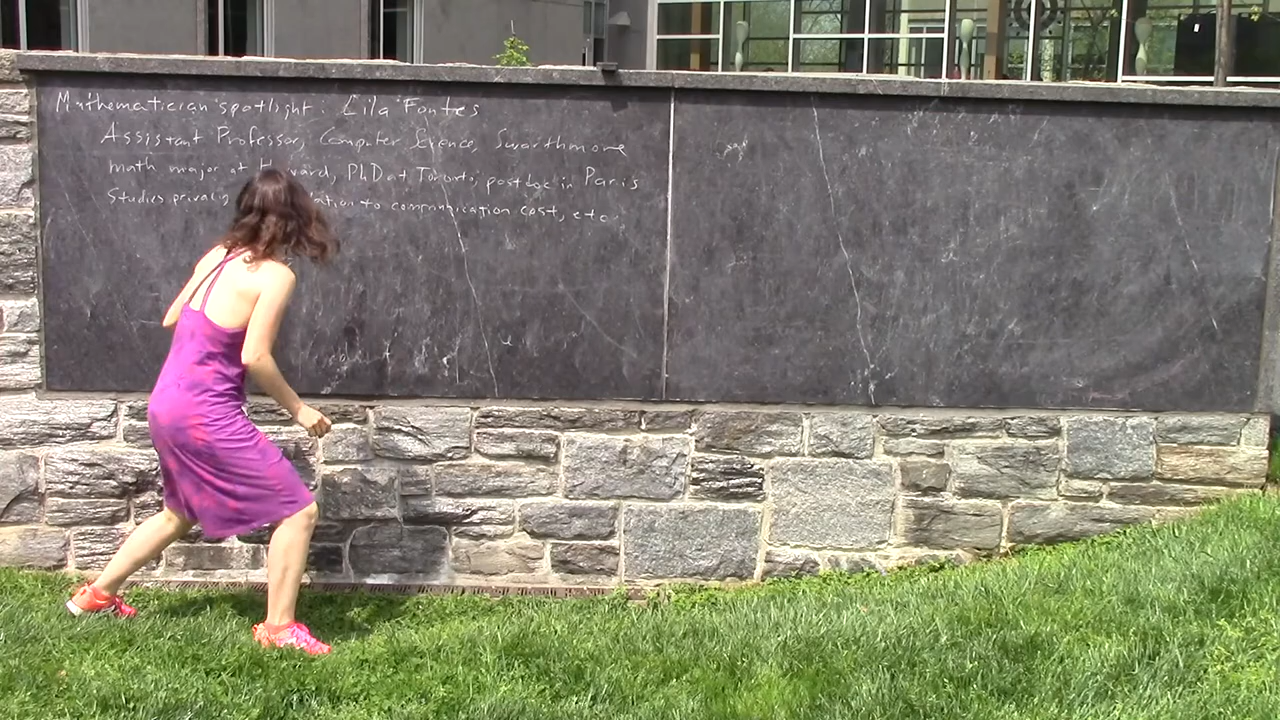 Mathematician spotlight: Lila Fontes
Assistant Professor, Computer Science, Swarthmore
math major at Harvard, PhD at Toronto, postdoc in Paris
Studies privacy to communication cost, etc.